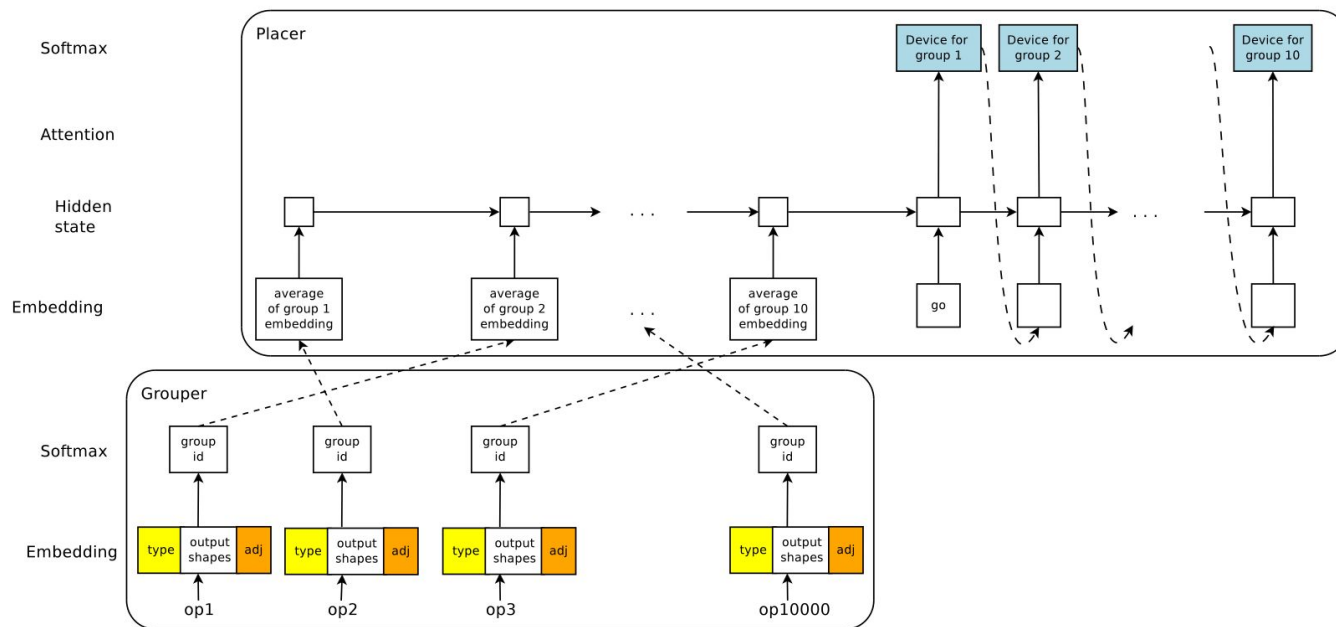 Placer
Softmax
Device for
group 1
Device for
group 2
Device for
group 10
Attention
Hidden
state
. . .
. . .
Embedding
average
of group 1
embedding
average
of group 2
embedding
. . .
average
of group 10
embedding
go
Grouper
Softmax
group
id
group
id
group
id
group
id
Embedding
type
output
shapes
adj
type
output
shapes
adj
type
output
shapes
adj
type
output
shapes
adj
op1
op2
op3
op10000